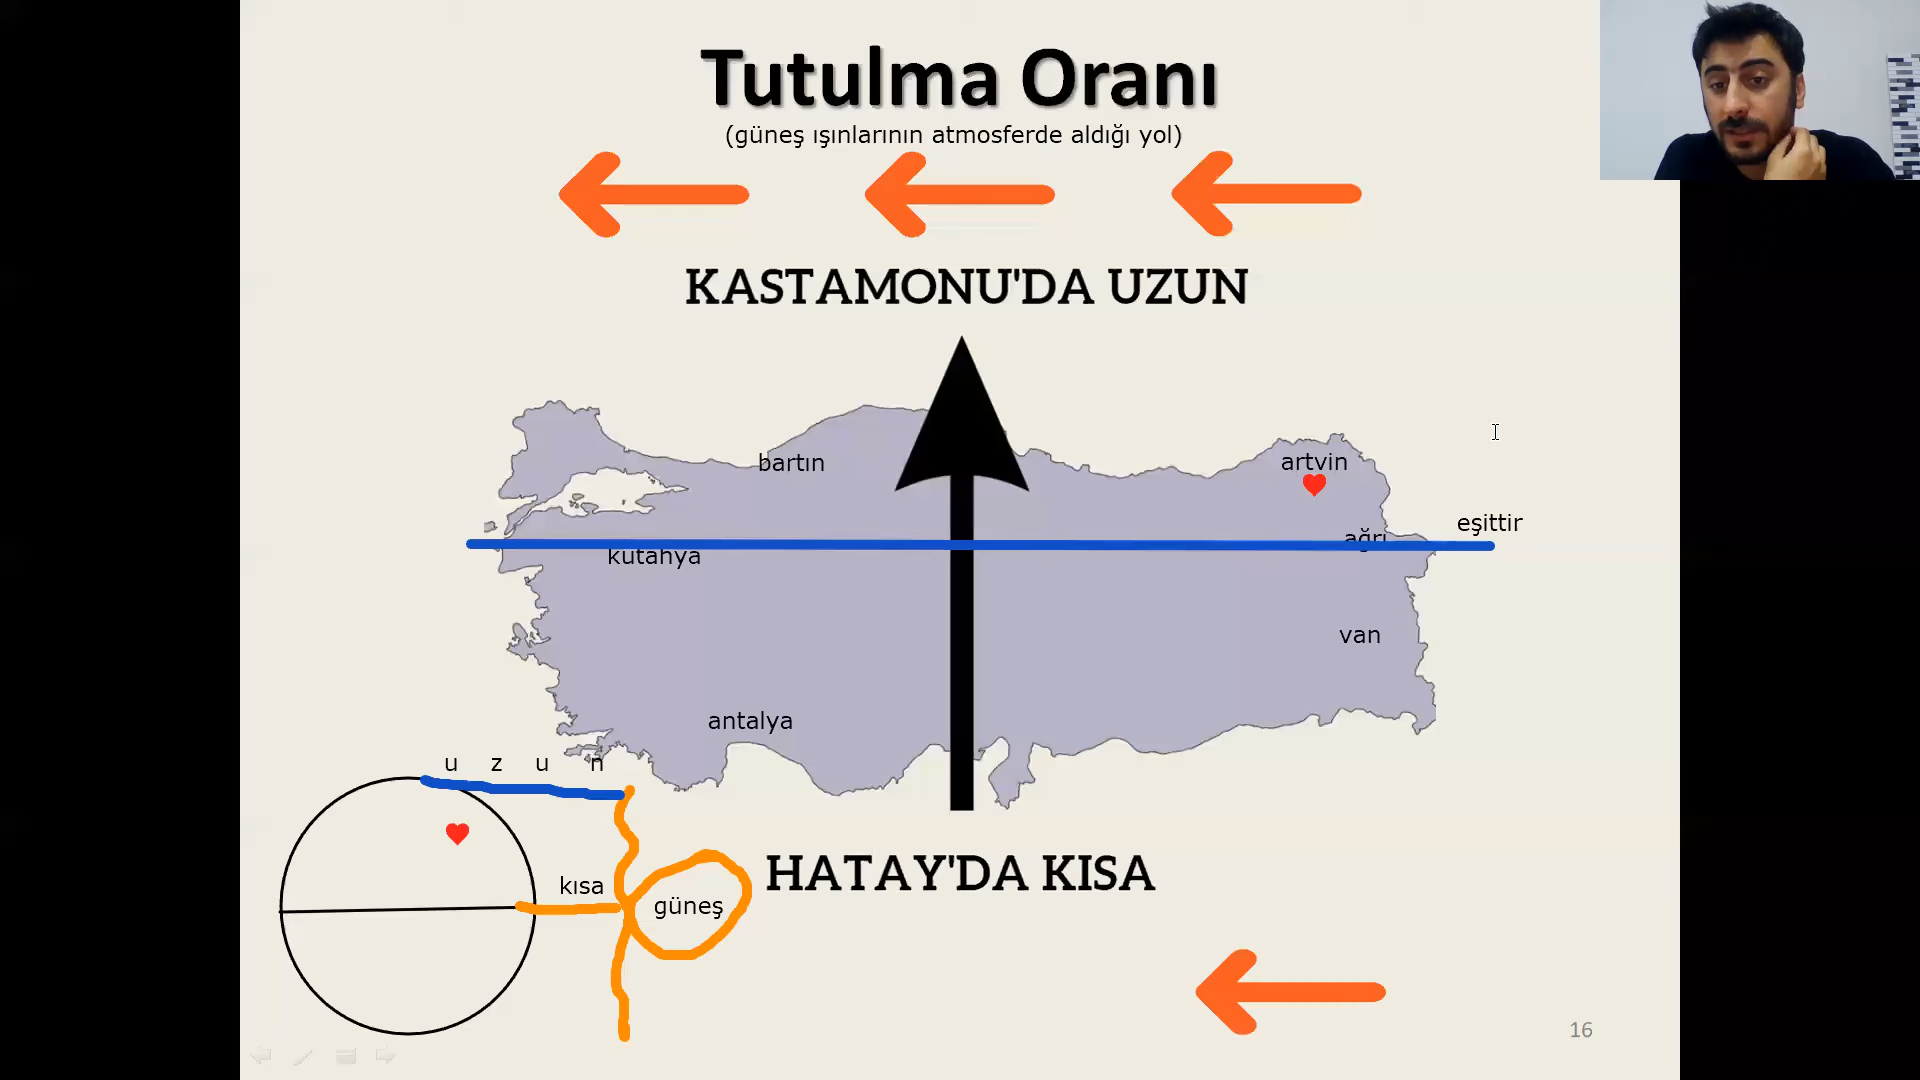 Tutulma Oranı
(güneş ışınlarının atmosferde aldığı yol)
KASTAMONU'DA UZUN
bartın
artvin
eşittir
ağrı
kutahya
van
antalya
u z u n
HATAY'DA KISA
kısa
güneş
16